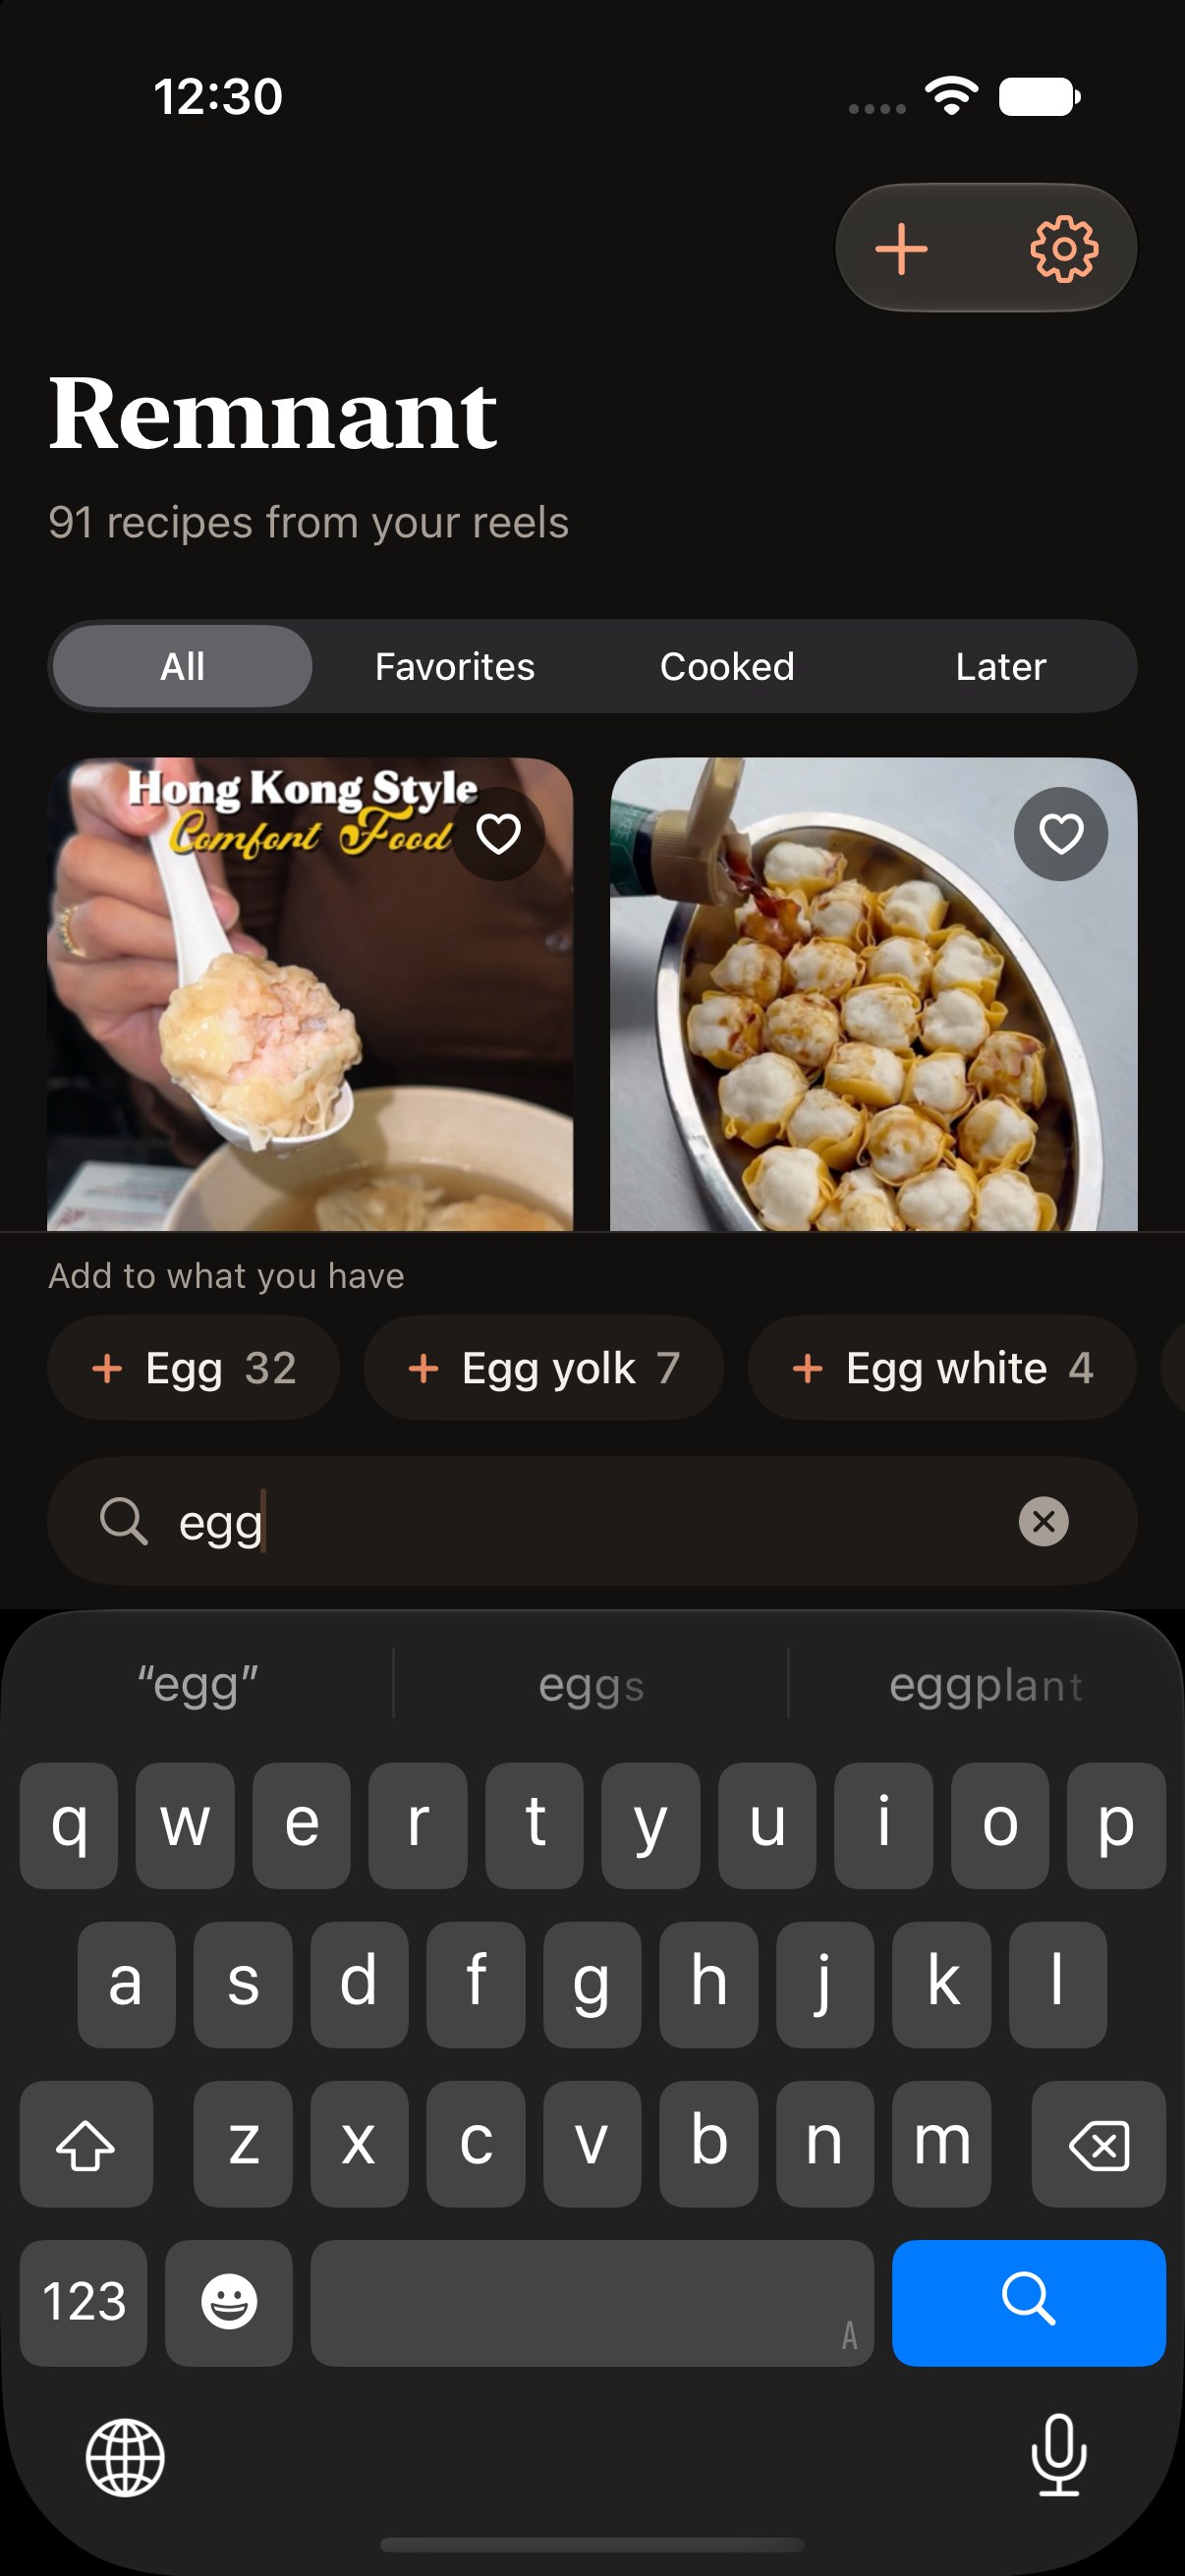 12:30
Remnant
91 recipes from your reels
All Favorites Cooked Later
Hong Kong Style
Comfort Food
Add to what you have
Egg 32 Egg yolk 7 Egg white 4
egg
“egg” eggs eggplant
q w e r t y u i o p
a s d f g h j k l
z x c v b n m
123
A